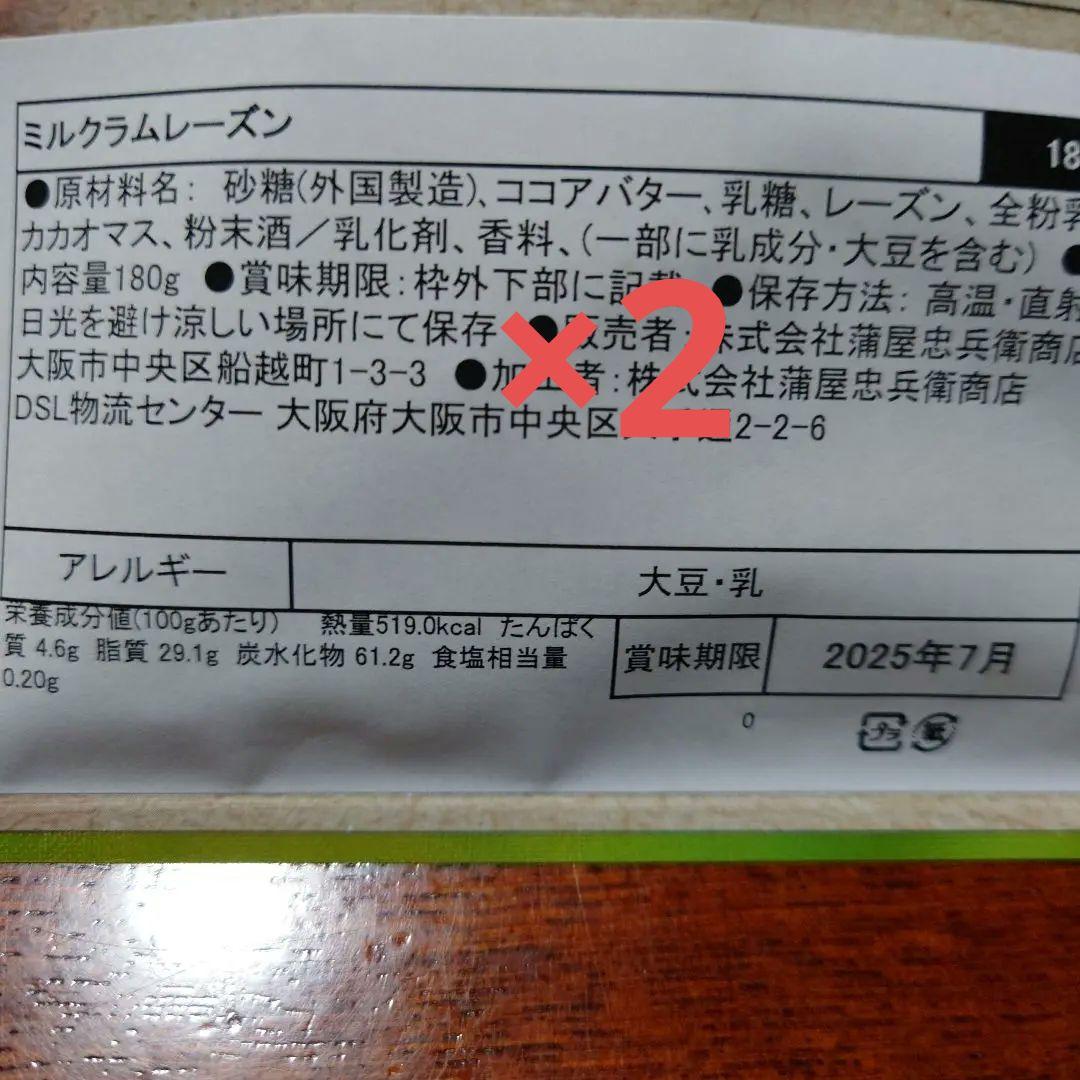 ミルクラムレーズン
18
●原材料名: 砂糖(外国製造)、ココアバター、乳糖、レーズン、全粉乳
カカオマス、粉末酒/乳化剤、香料、(一部に乳成分・大豆を含む) ●
内容量180g ●賞味期限:枠外下部に記載 ●保存方法: 高温・直射
日光を避け涼しい場所にて保存 ●販売者:株式会社蒲屋忠兵衛商店
大阪市中央区船越町1-3-3 ●加工者:株式会社蒲屋忠兵衛商店
DSL物流センター 大阪府大阪市中央区 2-2-6
×2
アレルギー 大豆・乳
栄養成分値(100gあたり) 熱量519.0kcal たんぱく
質 4.6g 脂質 29.1g 炭水化物 61.2g 食塩相当量
0.20g
賞味期限 2025年7月
0
プラ 紙